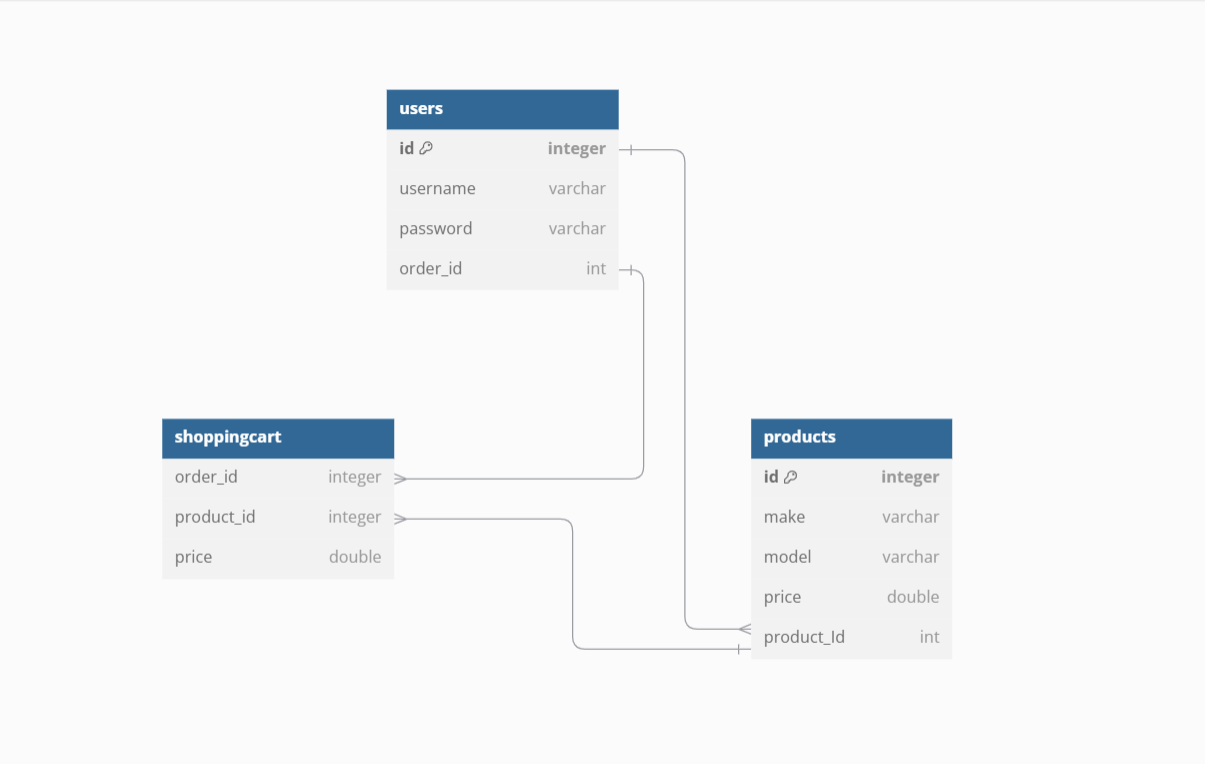 users
id integer
username varchar
password varchar
order_id int
shoppingcart
order_id integer
product_id integer
price double
products
id integer
make varchar
model varchar
price double
product_Id int